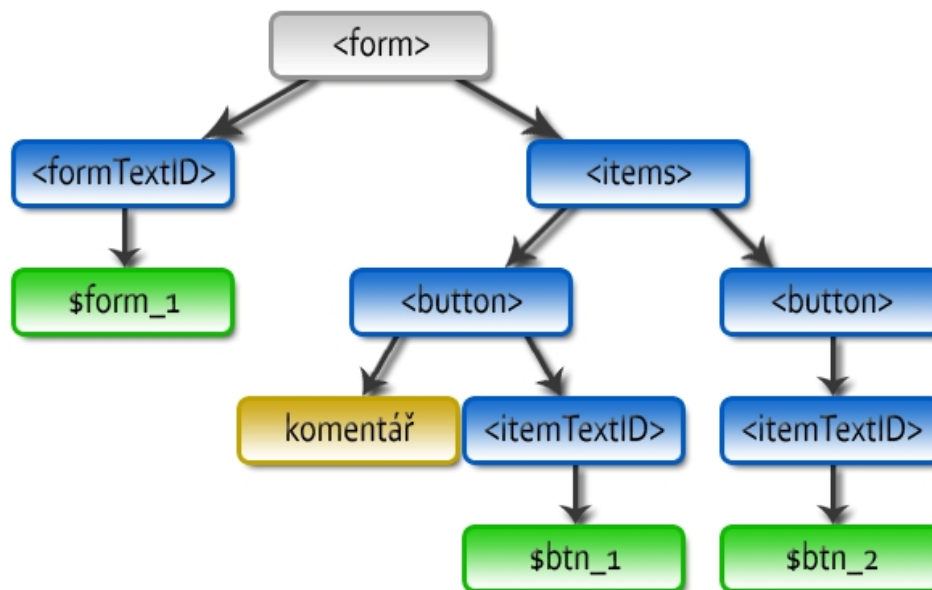 <form>
<formTextID>
<items>
$form_1
<button>
<button>
komentář
<itemTextID>
<itemTextID>
$btn_1
$btn_2